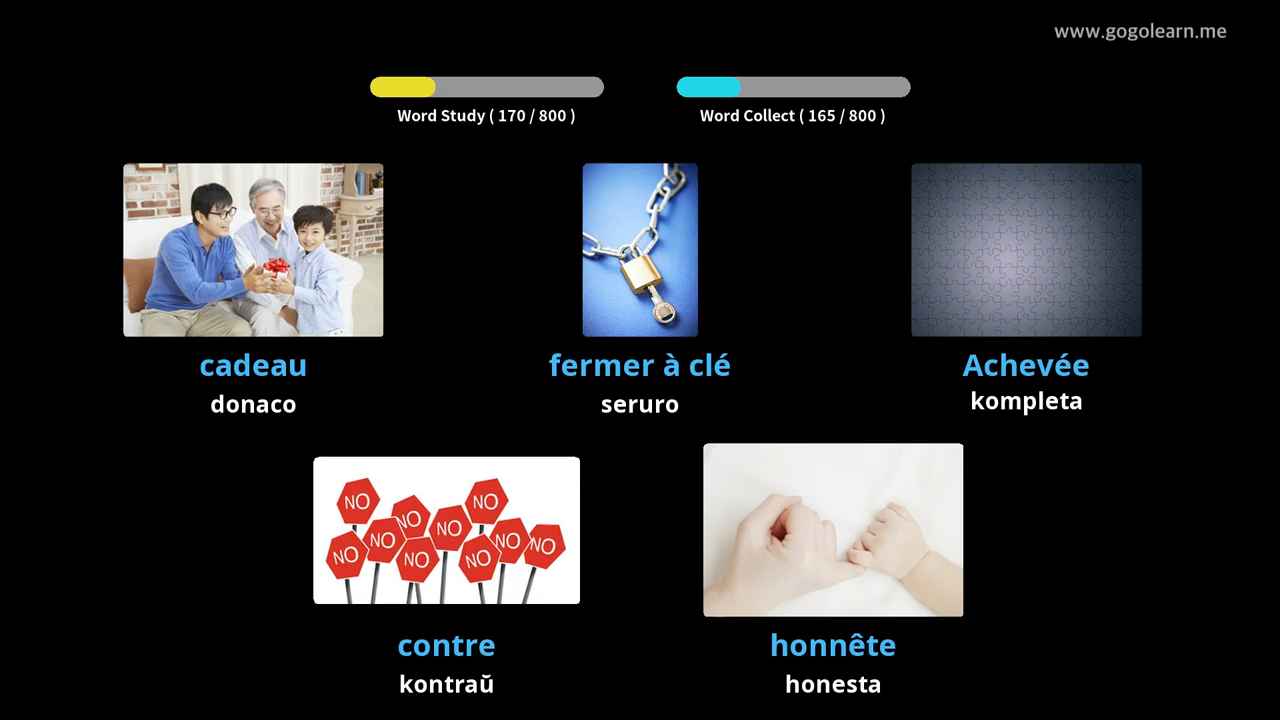 www.gogolearn.me
Word Study ( 170 / 800 )
Word Collect ( 165 / 800 )
cadeau
donaco
fermer à clé
seruro
Achevée
kompleta
NO
NO
NO
NO
NO
NO
NO
NO
NO
NO
contre
kontraŭ
honnête
honesta